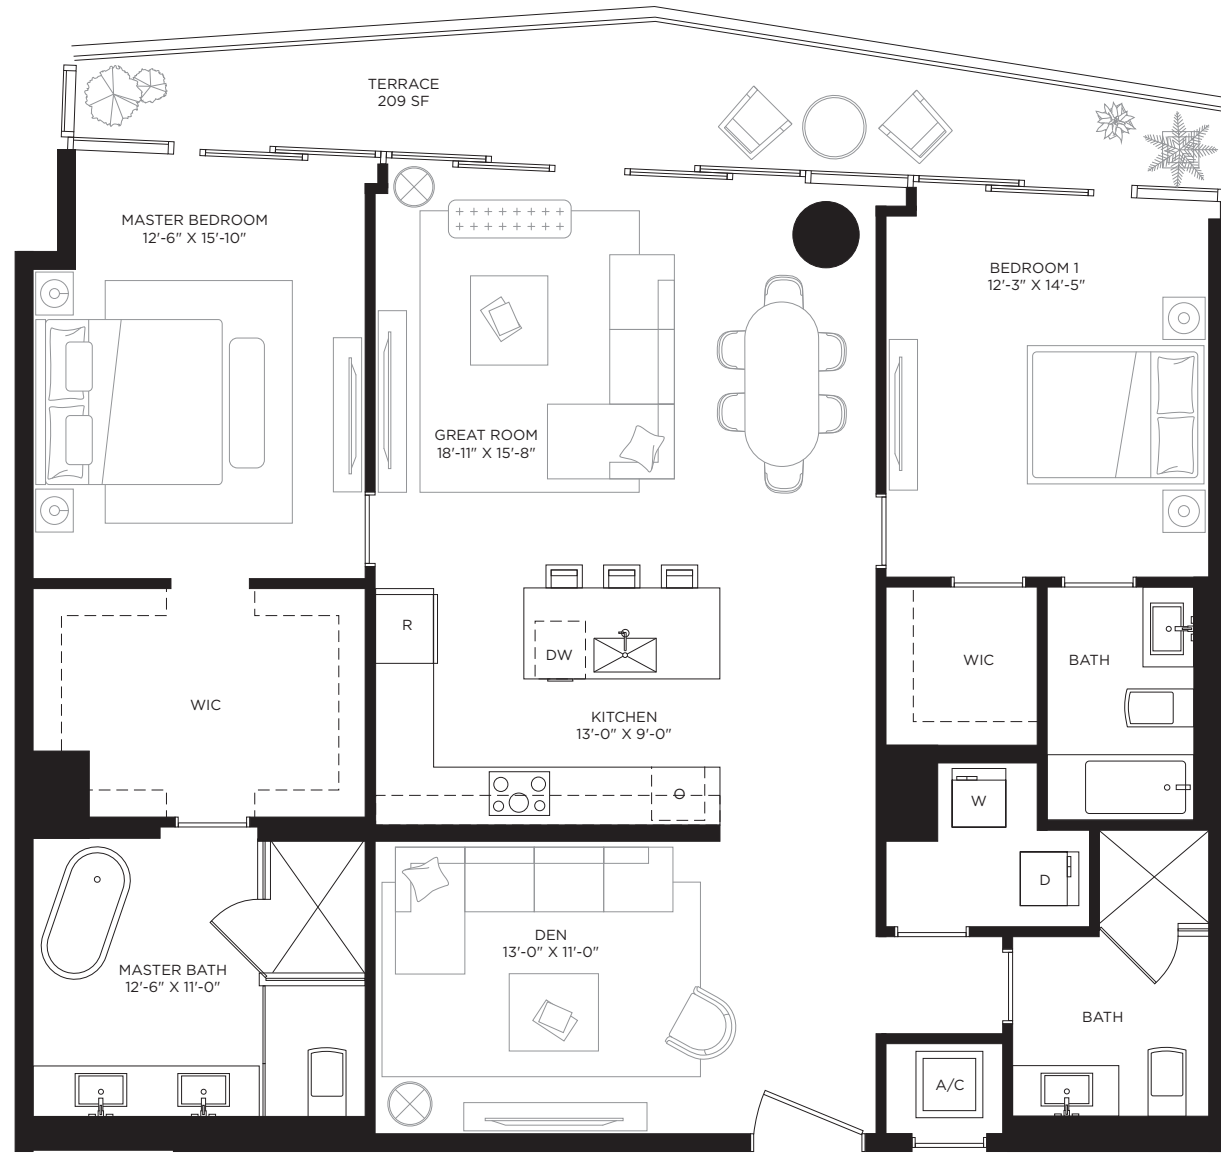 TERRACE
209 SF
MASTER BEDROOM
12'-6" X 15'-10"
BEDROOM 1
12'-3" X 14'-5"
GREAT ROOM
18'-11" X 15'-8"
R
DW
WIC
BATH
WIC
KITCHEN
13'-0" X 9'-0"
W
D
DEN
13'-0" X 11'-0"
MASTER BATH
12'-6" X 11'-0"
BATH
A/C